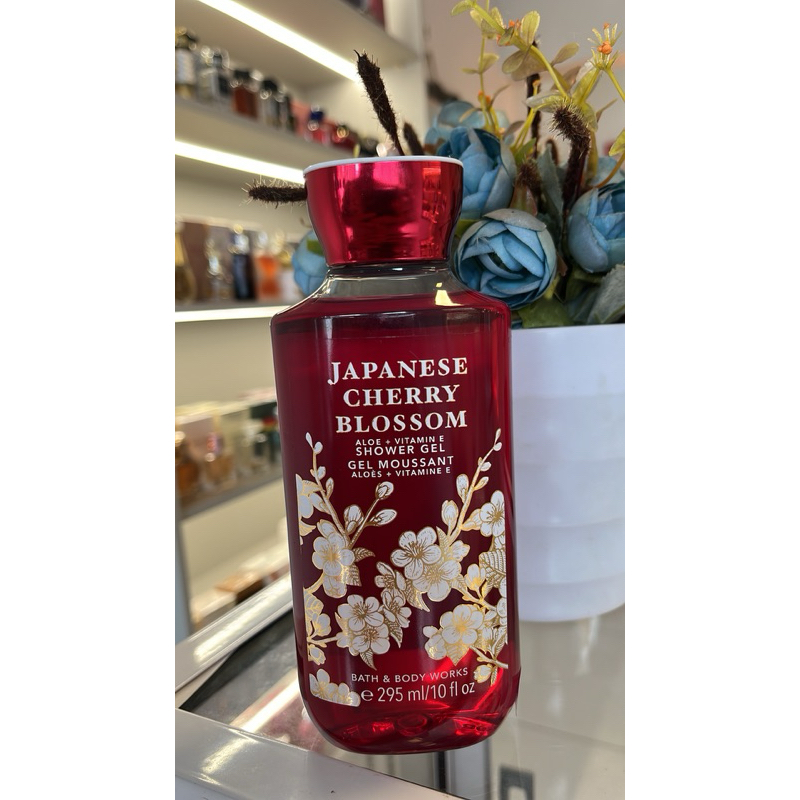 JAPANESE
CHERRY
BLOSSOM
ALOE + VITAMIN E
SHOWER GEL
GEL MOUSSANT
ALOÈS + VITAMINE E
BATH & BODY WORKS
℮ 295 ml/10 fl oz